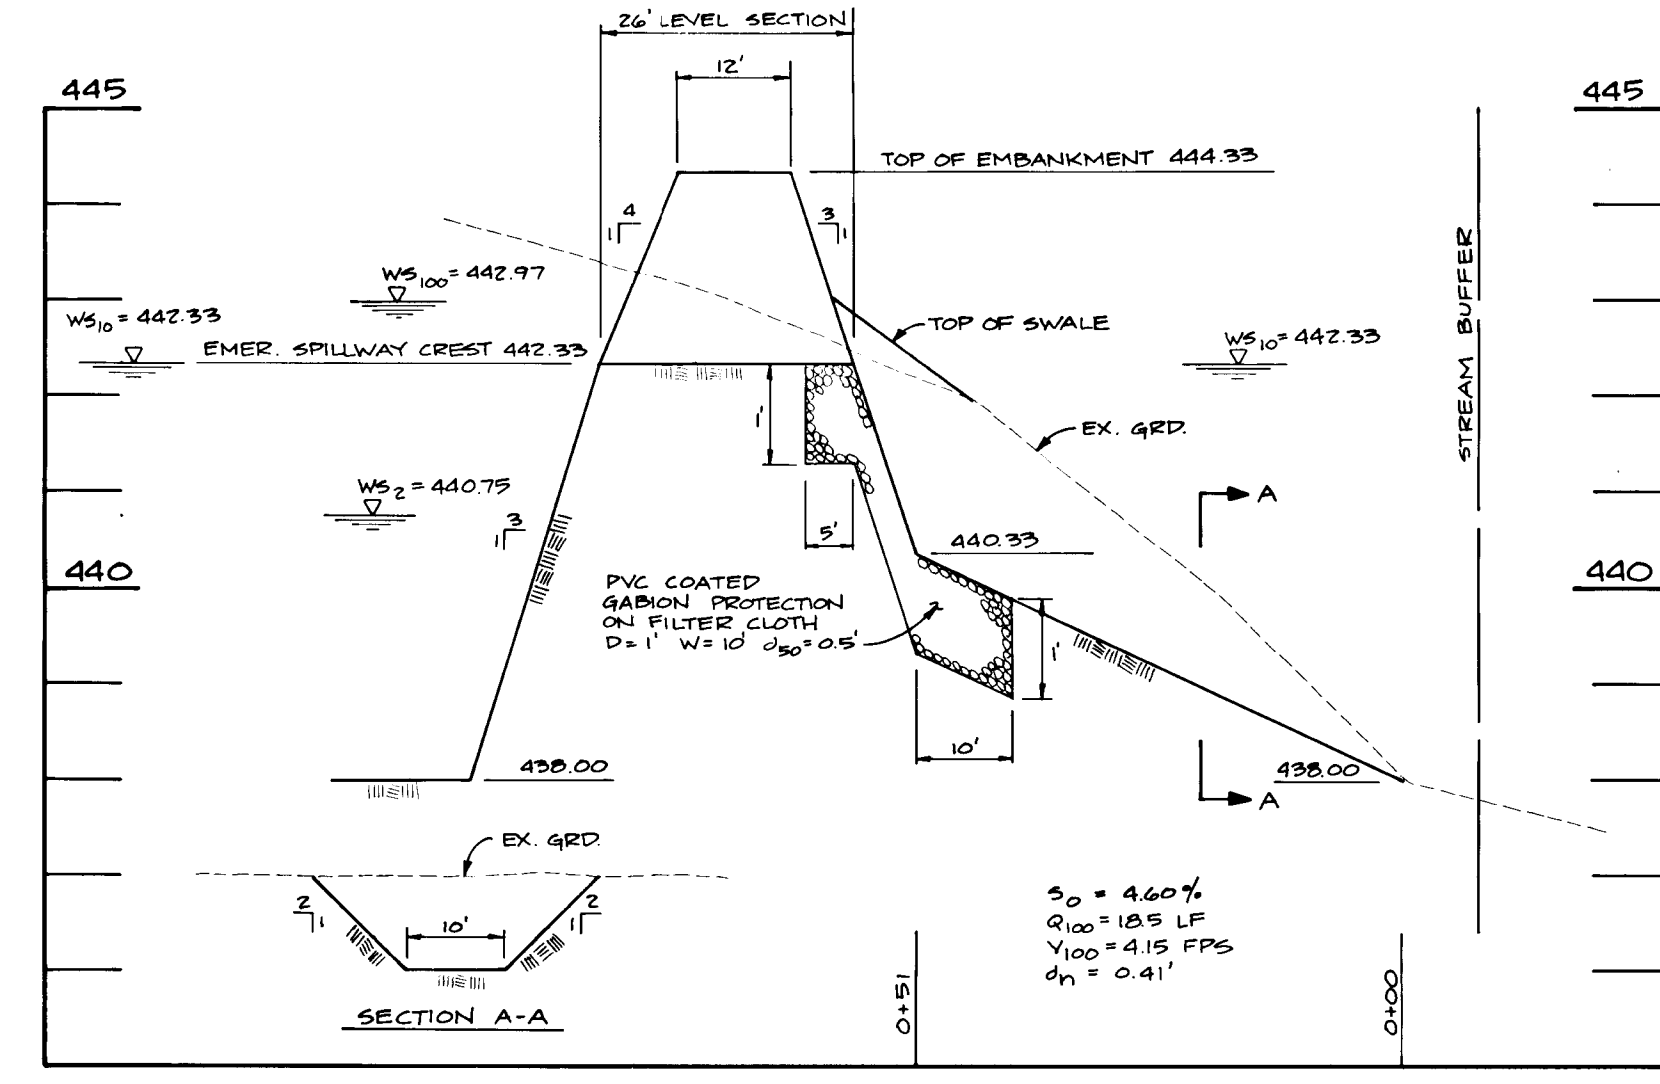 26' LEVEL SECTION
12'
445
445
TOP OF EMBANKMENT 444.33
4
1
3
1
WS100 = 442.97
WS10 = 442.33
EMER. SPILLWAY CREST 442.33
TOP OF SWALE
WS10 = 442.33
STREAM BUFFER
1'
EX. GRD.
WS2 = 440.75
3
1
A
5'
440.33
440
440
PVC COATED
GABION PROTECTION
ON FILTER CLOTH
D = 1' W = 10' d50 = 0.5'
1'
10'
438.00
438.00
A
EX. GRD.
2
1
10'
2
1
SECTION A-A
So = 4.60%
Q100 = 18.5 LF
V100 = 4.15 FPS
dn = 0.41'
0+51
0+00